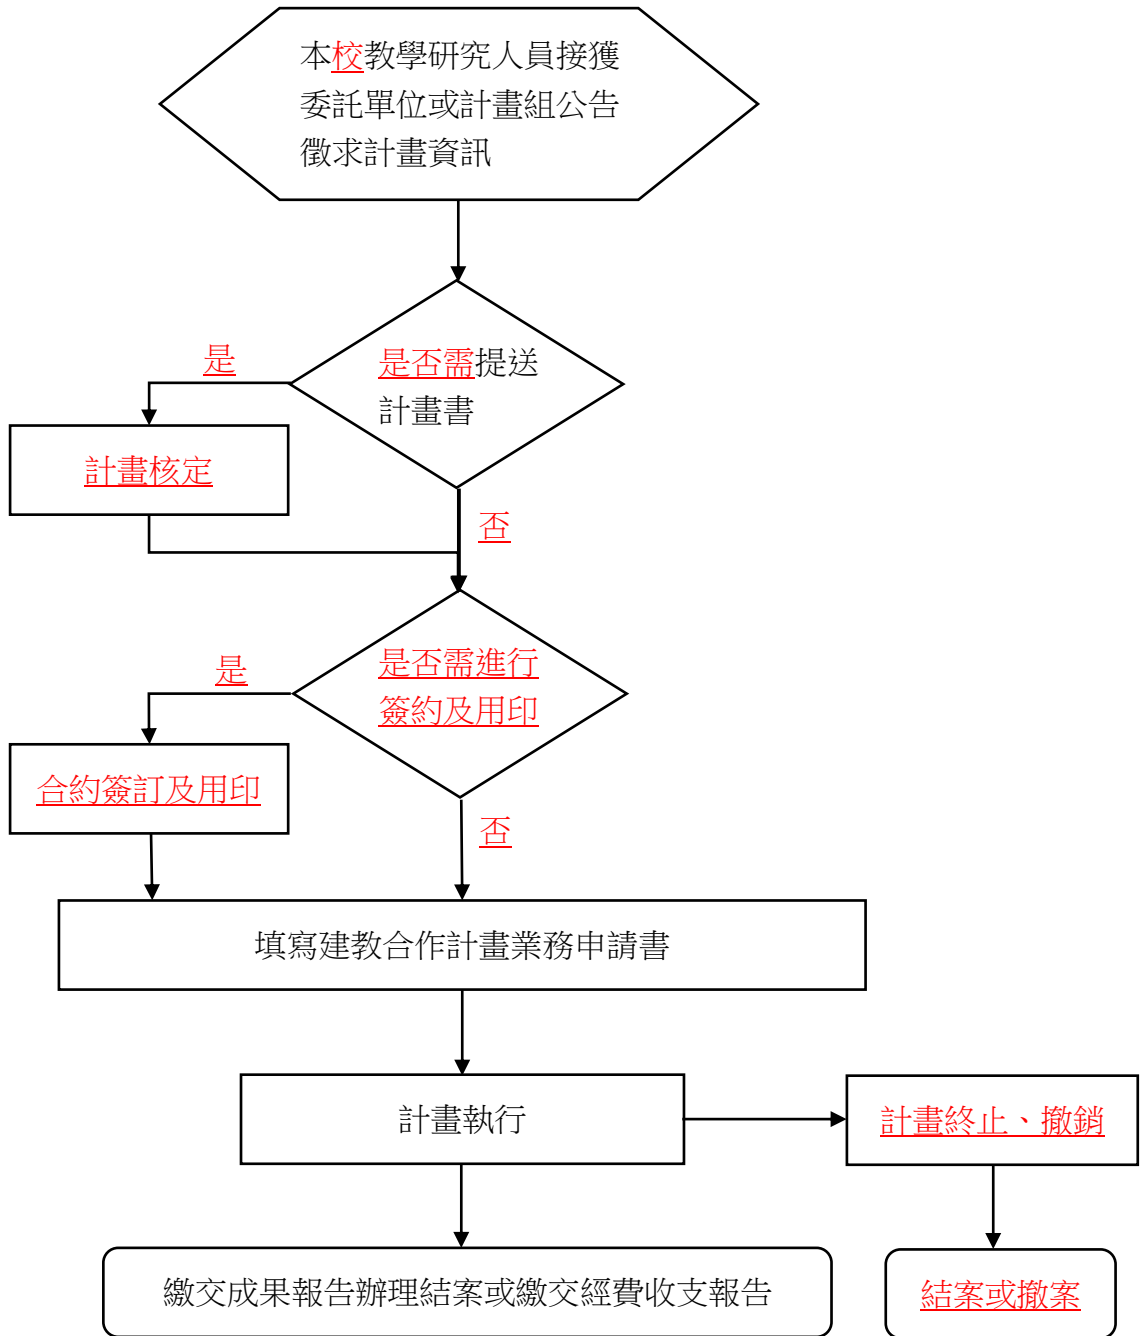 本校教學研究人員接獲
委託單位或計畫組公告
徵求計畫資訊
是否需提送
計畫書
是
計畫核定
否
是否需進行
簽約及用印
是
合約簽訂及用印
否
填寫建教合作計畫業務申請書
計畫執行
計畫終止、撤銷
繳交成果報告辦理結案或繳交經費收支報告
結案或撤案